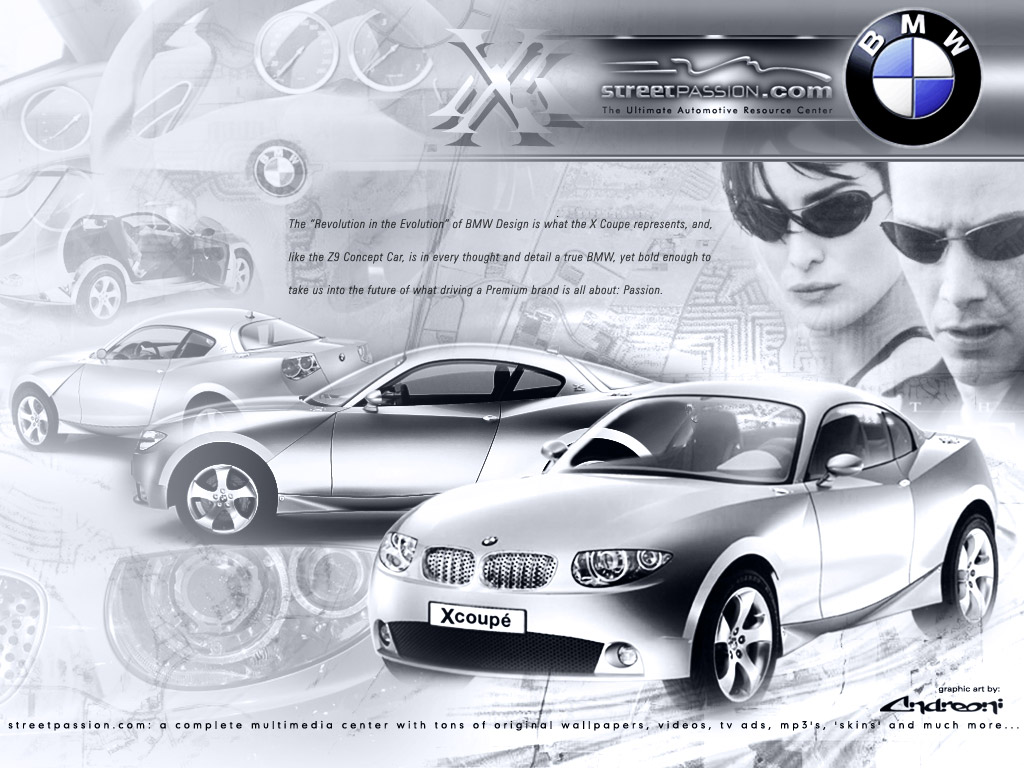 BMW
streetPASSION.com
The Ultimate Automotive Resource Center
X
The "Revolution in the Evolution" of BMW Design is what the X Coupe represents, and,
like the Z9 Concept Car, is in every thought and detail a true BMW, yet bold enough to
take us into the future of what driving a Premium brand is all about: Passion.
T H
Xcoupé
graphic art by:
Andreoni
streetpassion.com: a complete multimedia center with tons of original wallpapers, videos, tv ads, mp3's, 'skins' and much more...